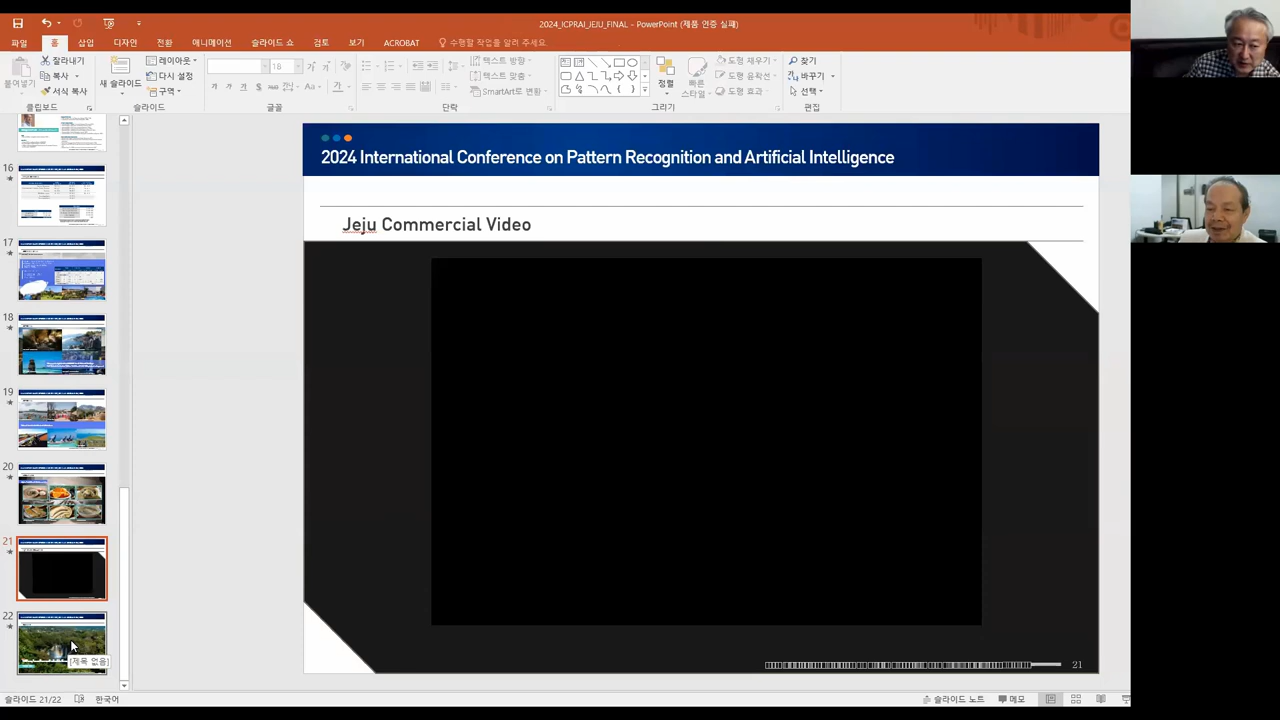 2024_ICPRAI_JEJU_FINAL - PowerPoint (제품 인증 실패)
파일 홈 삽입 디자인 전환 애니메이션 슬라이드 쇼 검토 보기 ACROBAT 수행할 작업을 알려 주세요
붙여넣기 잘라내기 복사 서식 복사 클립보드
새 슬라이드 레이아웃 다시 설정 구역 슬라이드
18 가 가 가 가 S abc 가 Aa 가 글꼴
텍스트 방향 텍스트 맞춤 SmartArt로 변환 단락
정렬 빠른 스타일 도형 채우기 도형 윤곽선 도형 효과 그리기
찾기 바꾸기 선택 편집
16
17
18
19
20
21
22
[제목 없음]
2024 International Conference on Pattern Recognition and Artificial Intelligence
Jeju Commercial Video
21
슬라이드 21/22 한국어 슬라이드 노트 메모